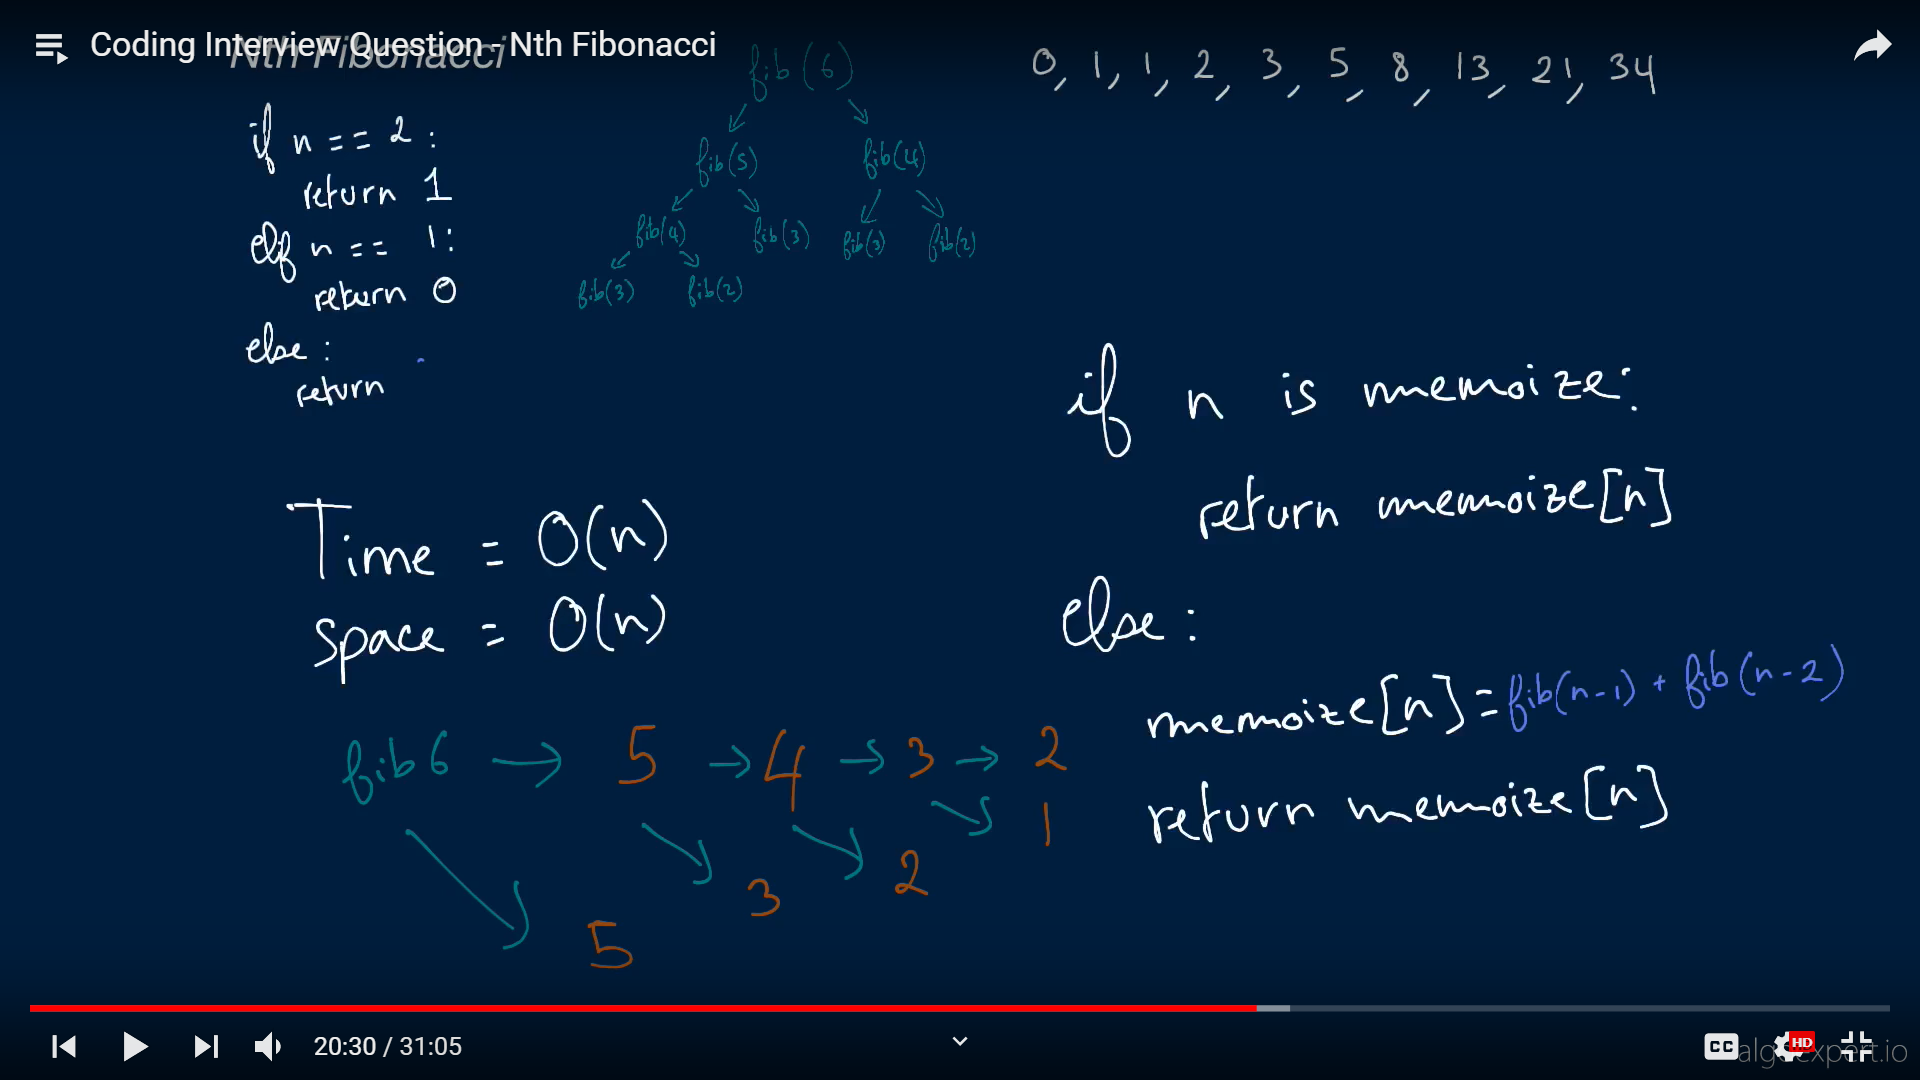 Coding Interview Question - Nth Fibonacci
Nth Fibonacci
0, 1, 1, 2, 3, 5, 8, 13, 21, 34
if n == 2:
return 1
elif n == 1:
return 0
else:
return
fib(6)
fib(5) fib(4)
fib(4) fib(3) fib(3) fib(2)
fib(3) fib(2)
if n is memoize:
return memoize[n]
else:
memoize[n] = fib(n-1) + fib(n-2)
return memoize[n]
Time = O(n)
Space = O(n)
fib 6 → 5 → 4 → 3 → 2
1
2
3
5
20:30 / 31:05
CC
HD
algoexpert.io